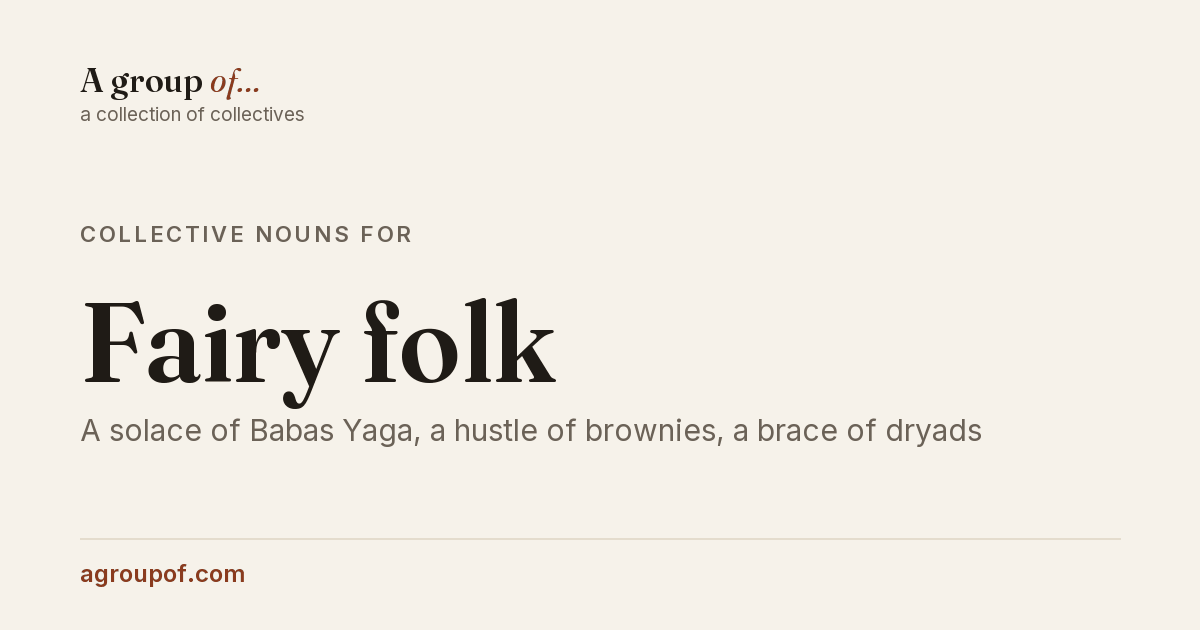 A group of...
a collection of collectives
COLLECTIVE NOUNS FOR
Fairy folk
A solace of Babas Yaga, a hustle of brownies, a brace of dryads
agroupof.com